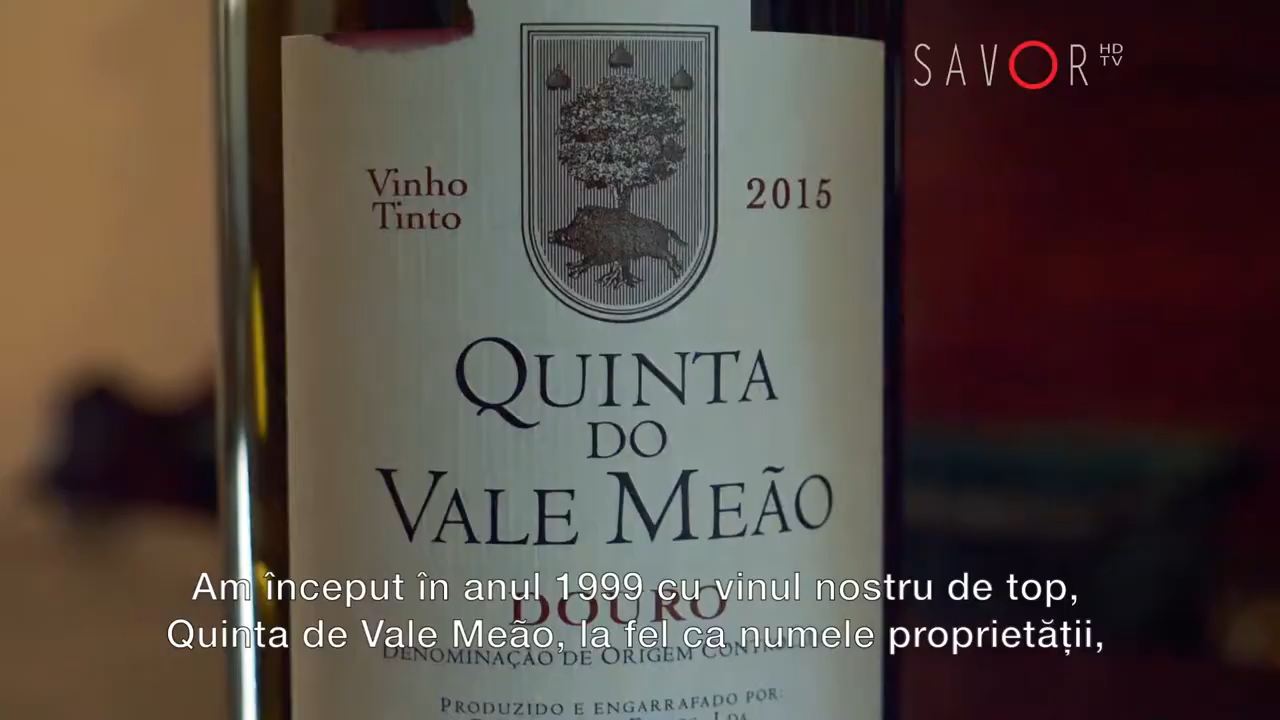 SAVOR HD TV
Vinho
Tinto
2015
QUINTA
DO
VALE MEÃO
DOURO
Am început în anul 1999 cu vinul nostru de top,
Quinta de Vale Meão, la fel ca numele proprietății,
DENOMINAÇÃO DE ORIGEM
PRODUZIDO E ENGARRAFADO POR: